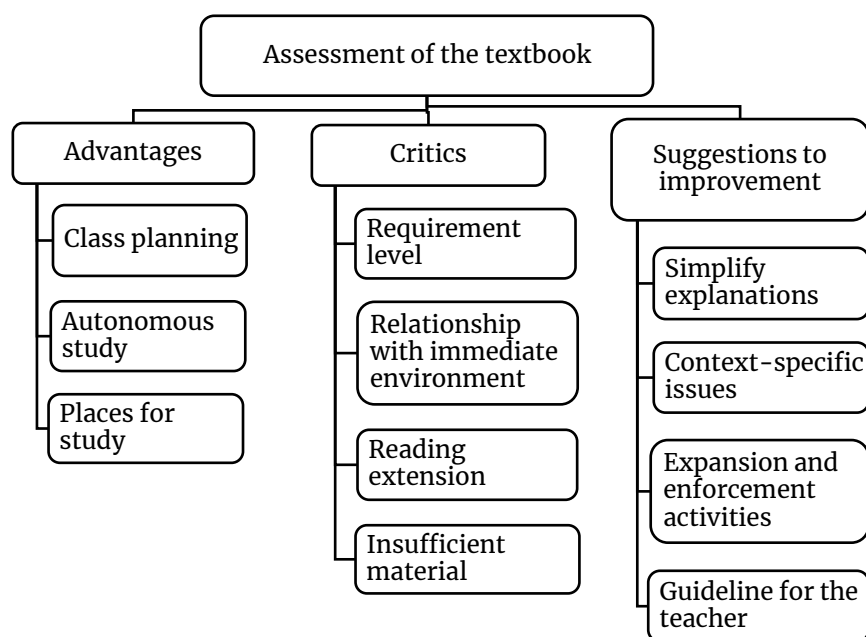 Assessment of the textbook
Advantages
Class planning
Autonomous
study
Places for
study
Critics
Requirement
level
Relationship
with immediate
environment
Reading
extension
Insufficient
material
Suggestions to
improvement
Simplify
explanations
Context-specific
issues
Expansion and
enforcement
activities
Guideline for the
teacher